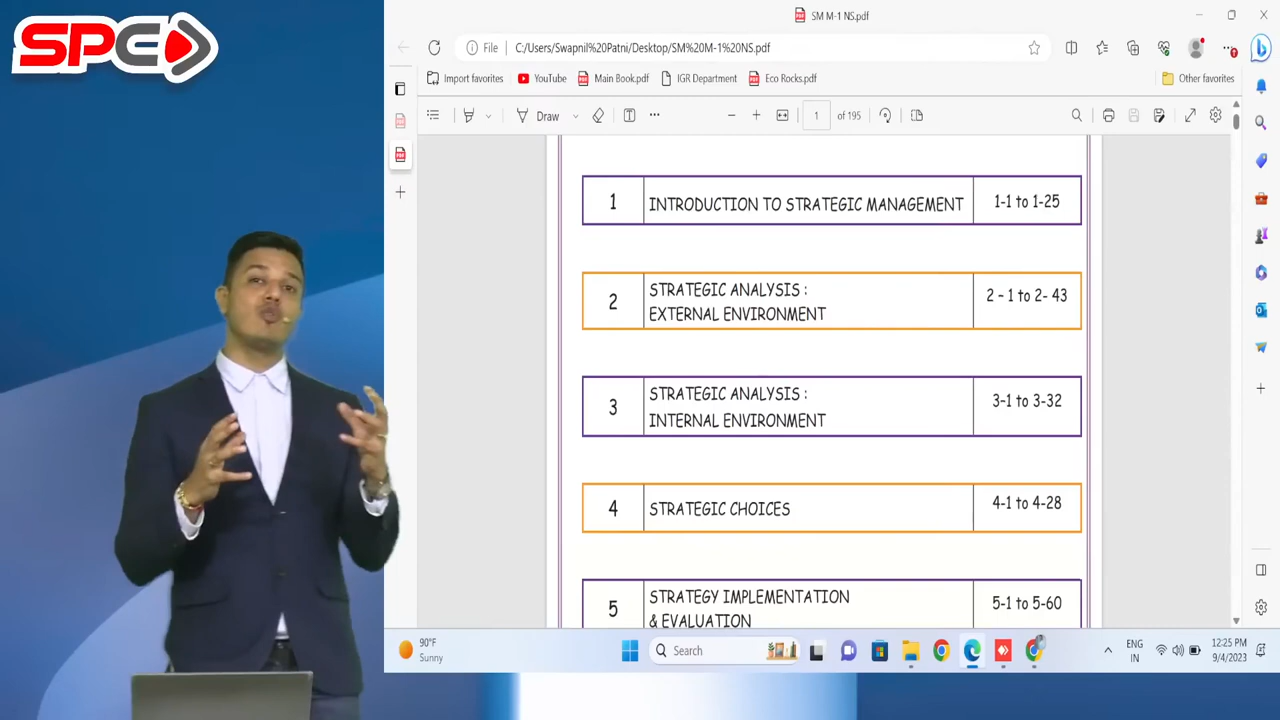 SPC
SM M-1 NS.pdf
File
C:/Users/Swapnil%20Patni/Desktop/SM%20M-1%20NS.pdf
Import favorites
YouTube
Main Book.pdf
IGR Department
Eco Rocks.pdf
Other favorites
Draw
1
of 195
1
INTRODUCTION TO STRATEGIC MANAGEMENT
1-1 to 1-25
2
STRATEGIC ANALYSIS :
EXTERNAL ENVIRONMENT
2 - 1 to 2- 43
3
STRATEGIC ANALYSIS :
INTERNAL ENVIRONMENT
3-1 to 3-32
4
STRATEGIC CHOICES
4-1 to 4-28
5
STRATEGY IMPLEMENTATION
& EVALUATION
5-1 to 5-60
90°F
Sunny
Search
ENG
IN
12:25 PM
9/4/2023